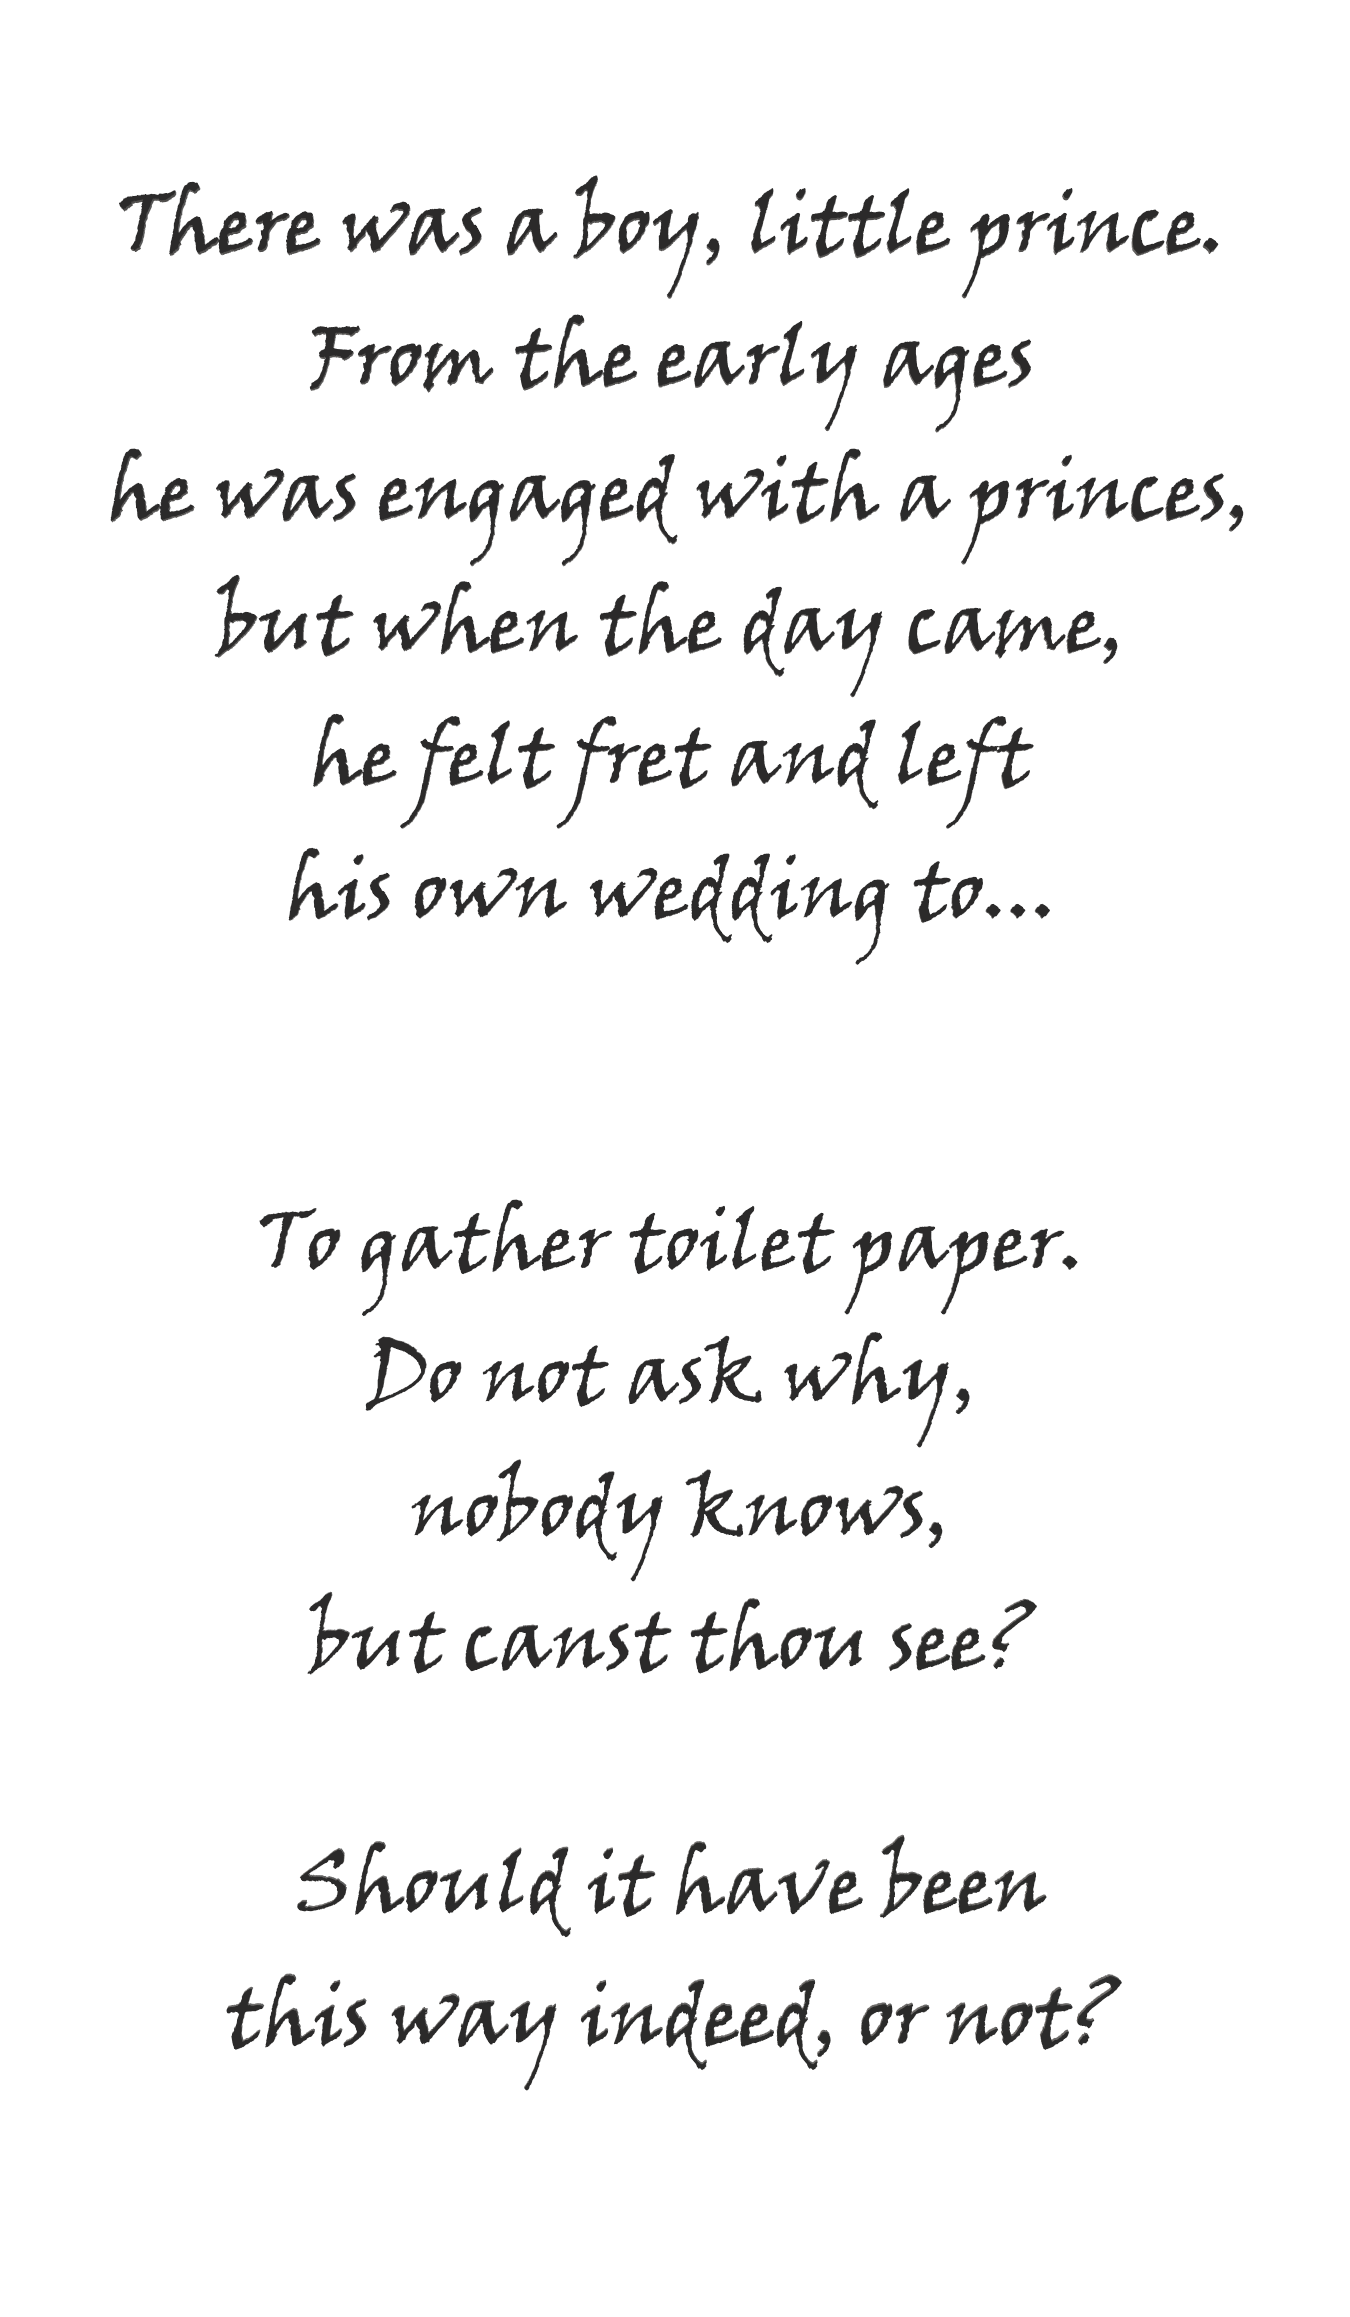 There was a boy, little prince.
From the early ages
he was engaged with a princes,
but when the day came,
he felt fret and left
his own wedding to...
To gather toilet paper.
Do not ask why,
nobody knows,
but canst thou see?
Should it have been
this way indeed, or not?